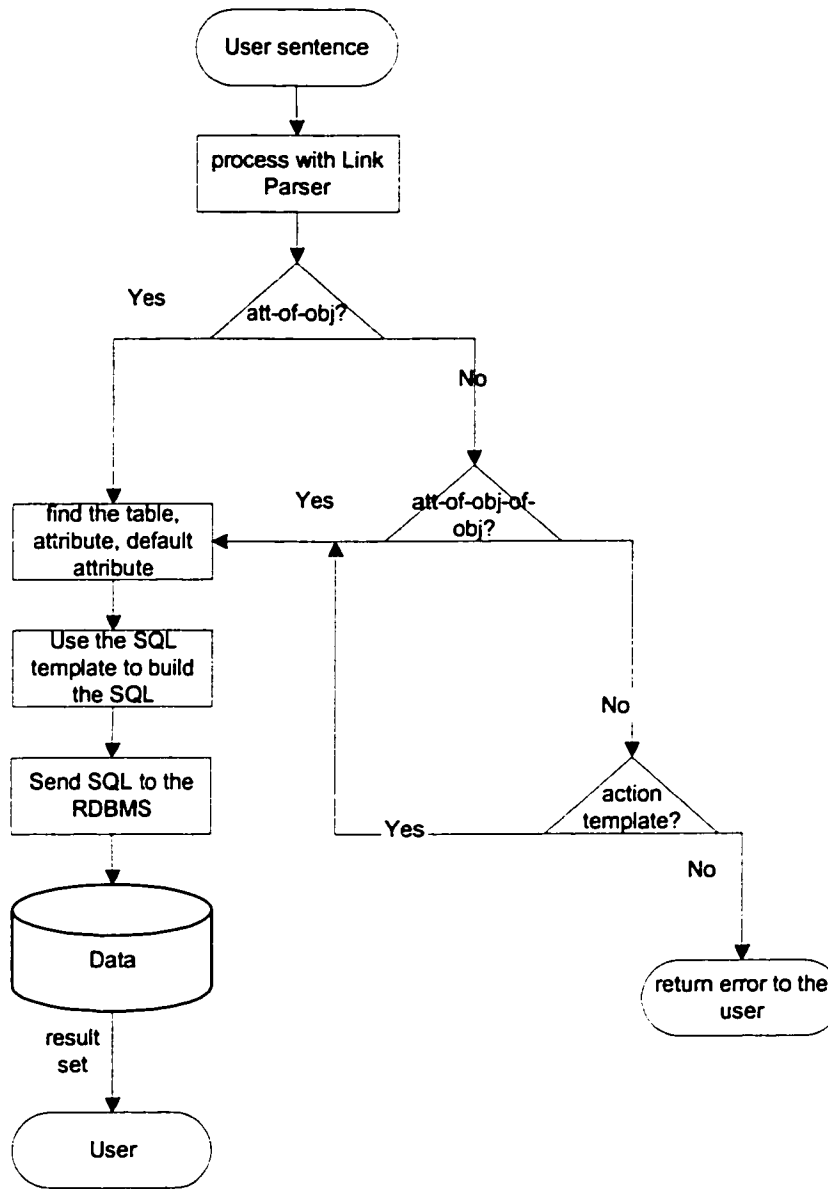 User sentence
process with Link
Parser
Yes
att-of-obj?
No
Yes
att-of-obj-of-
obj?
find the table,
attribute, default
attribute
Use the SQL
template to build
the SQL
No
Send SQL to the
RDBMS
action
template?
Yes
No
Data
return error to the
user
result
set
User